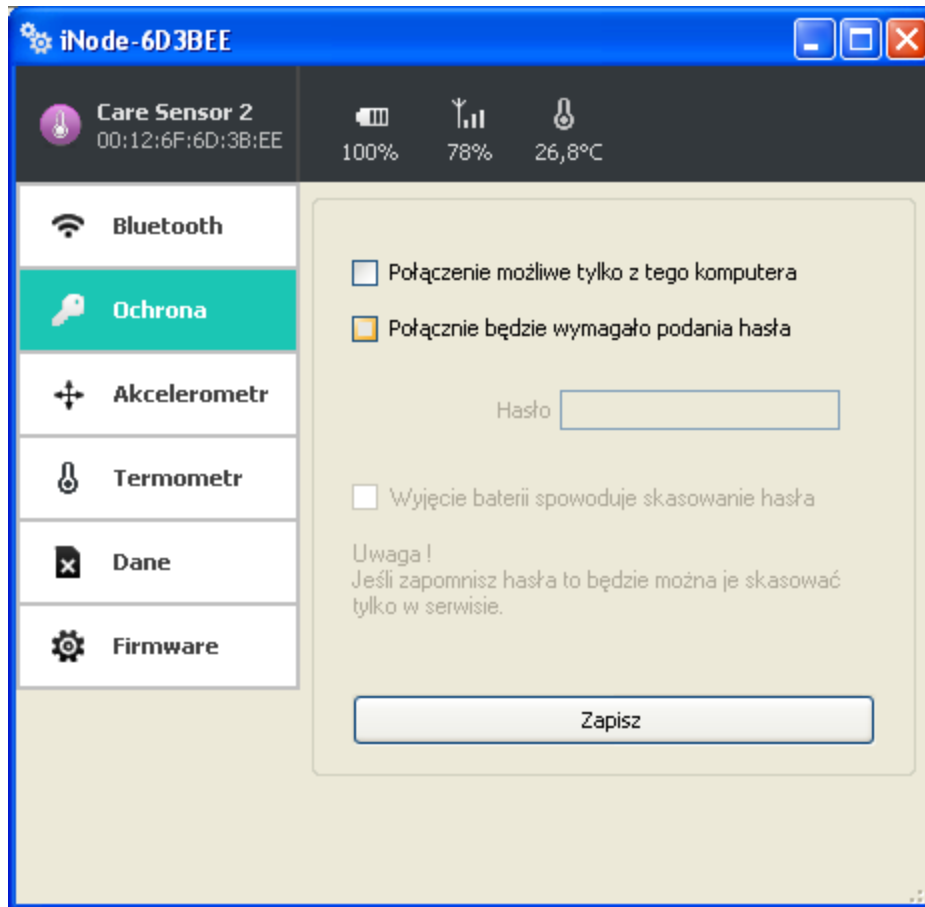 iNode-6D3BEE
Care Sensor 2
00:12:6F:6D:3B:EE
100%
78%
26,8°C
Bluetooth
Ochrona
Akcelerometr
Termometr
Dane
Firmware
Połączenie możliwe tylko z tego komputera
Połącznie będzie wymagało podania hasła
Hasło
Wyjęcie baterii spowoduje skasowanie hasła
Uwaga !
Jeśli zapomnisz hasła to będzie można je skasować
tylko w serwisie.
Zapisz